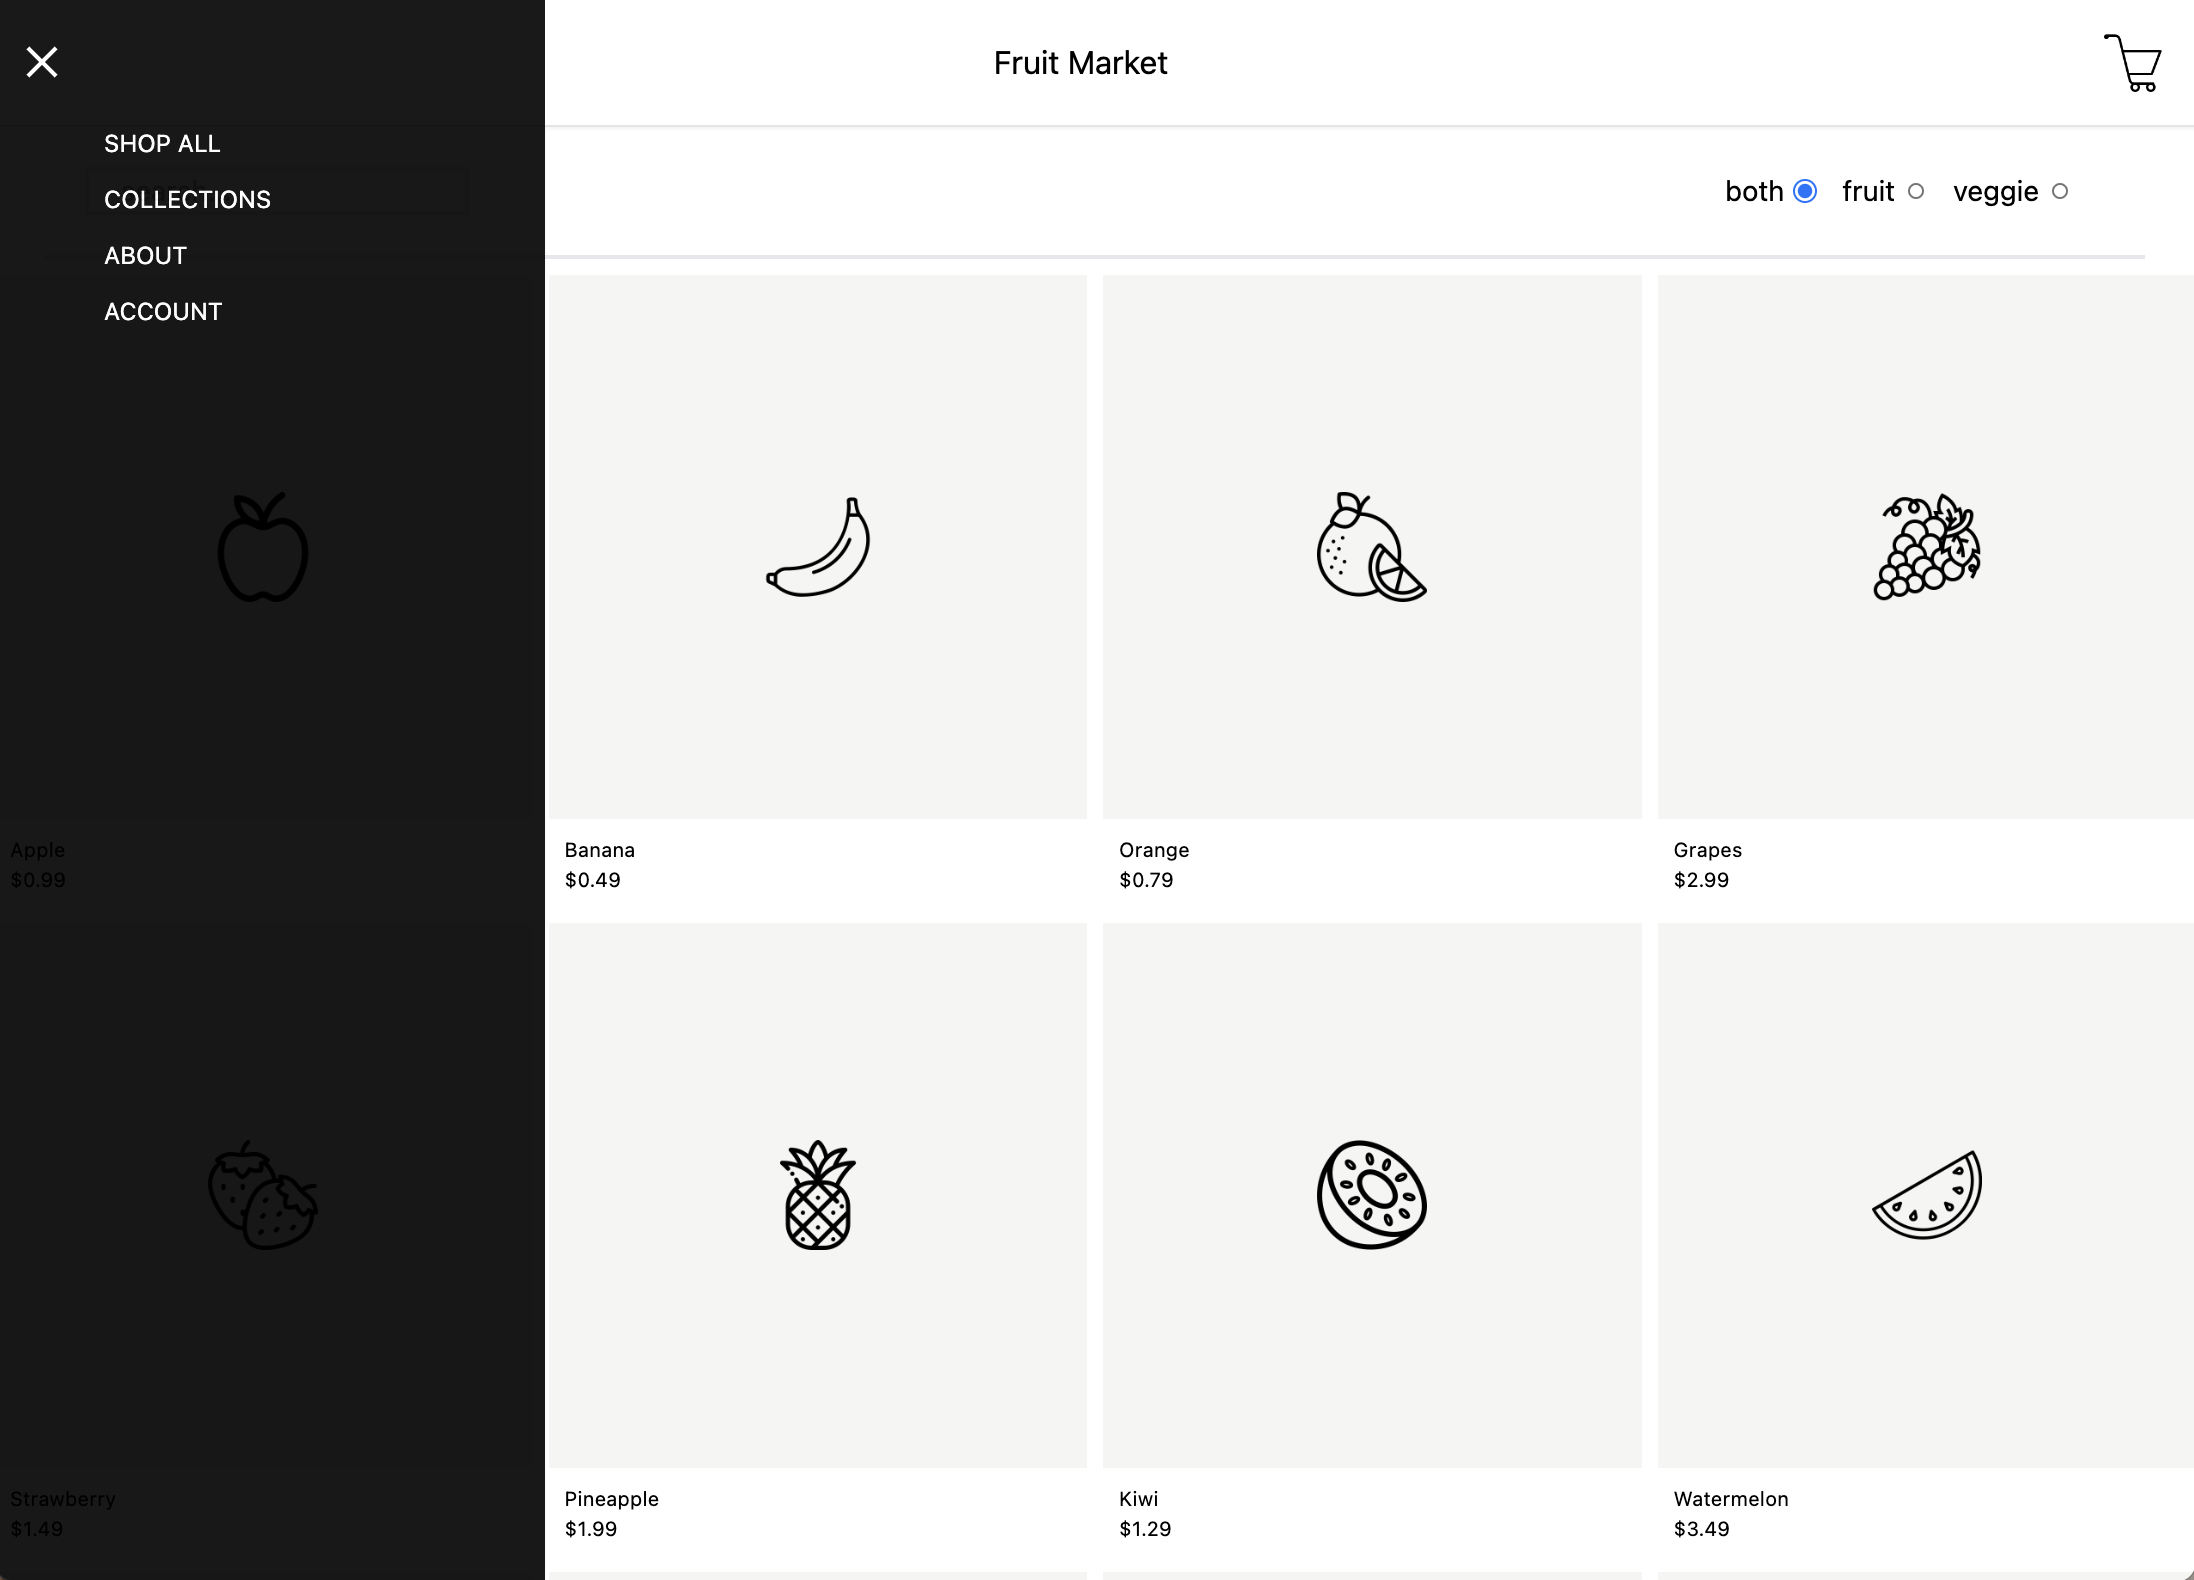 Fruit Market
SHOP ALL
COLLECTIONS
ABOUT
ACCOUNT
both fruit veggie
Apple
$0.99
Banana
$0.49
Orange
$0.79
Grapes
$2.99
Strawberry
$1.49
Pineapple
$1.99
Kiwi
$1.29
Watermelon
$3.49